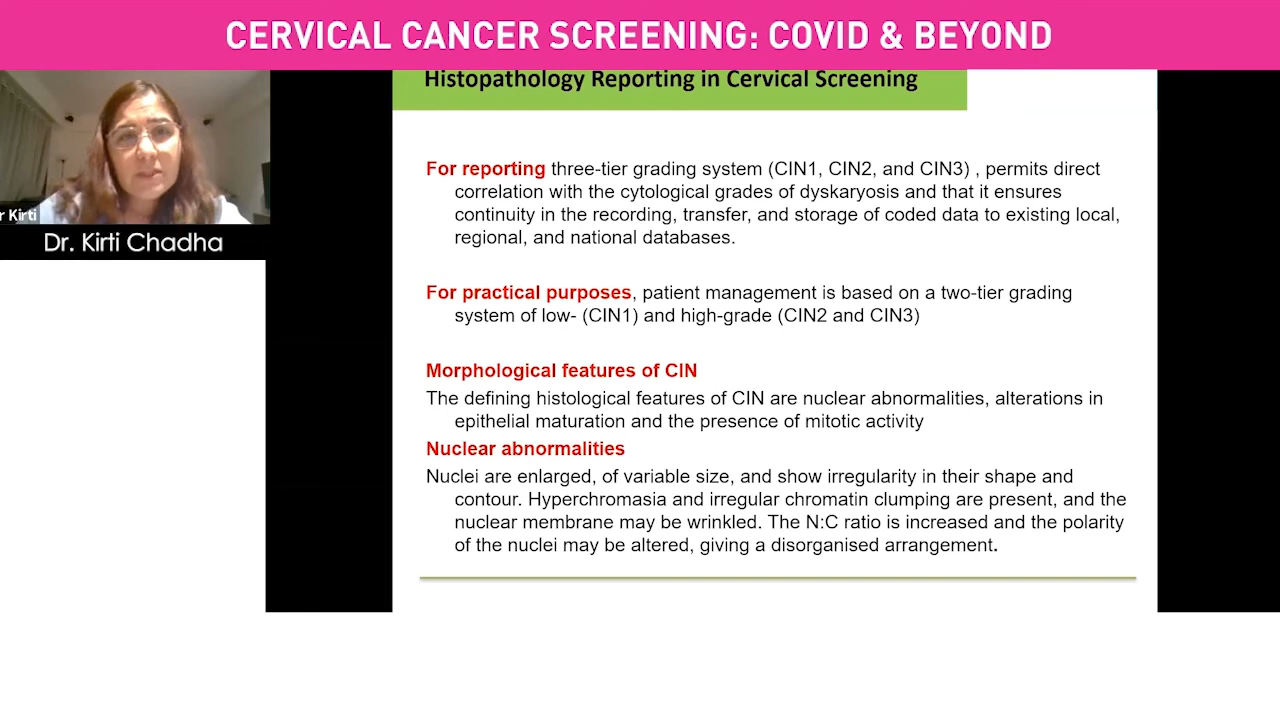 CERVICAL CANCER SCREENING: COVID & BEYOND
r Kirti
Dr. Kirti Chadha
Histopathology Reporting in Cervical Screening
For reporting three-tier grading system (CIN1, CIN2, and CIN3) , permits direct
correlation with the cytological grades of dyskaryosis and that it ensures
continuity in the recording, transfer, and storage of coded data to existing local,
regional, and national databases.
For practical purposes, patient management is based on a two-tier grading
system of low- (CIN1) and high-grade (CIN2 and CIN3)
Morphological features of CIN
The defining histological features of CIN are nuclear abnormalities, alterations in
epithelial maturation and the presence of mitotic activity
Nuclear abnormalities
Nuclei are enlarged, of variable size, and show irregularity in their shape and
contour. Hyperchromasia and irregular chromatin clumping are present, and the
nuclear membrane may be wrinkled. The N:C ratio is increased and the polarity
of the nuclei may be altered, giving a disorganised arrangement.